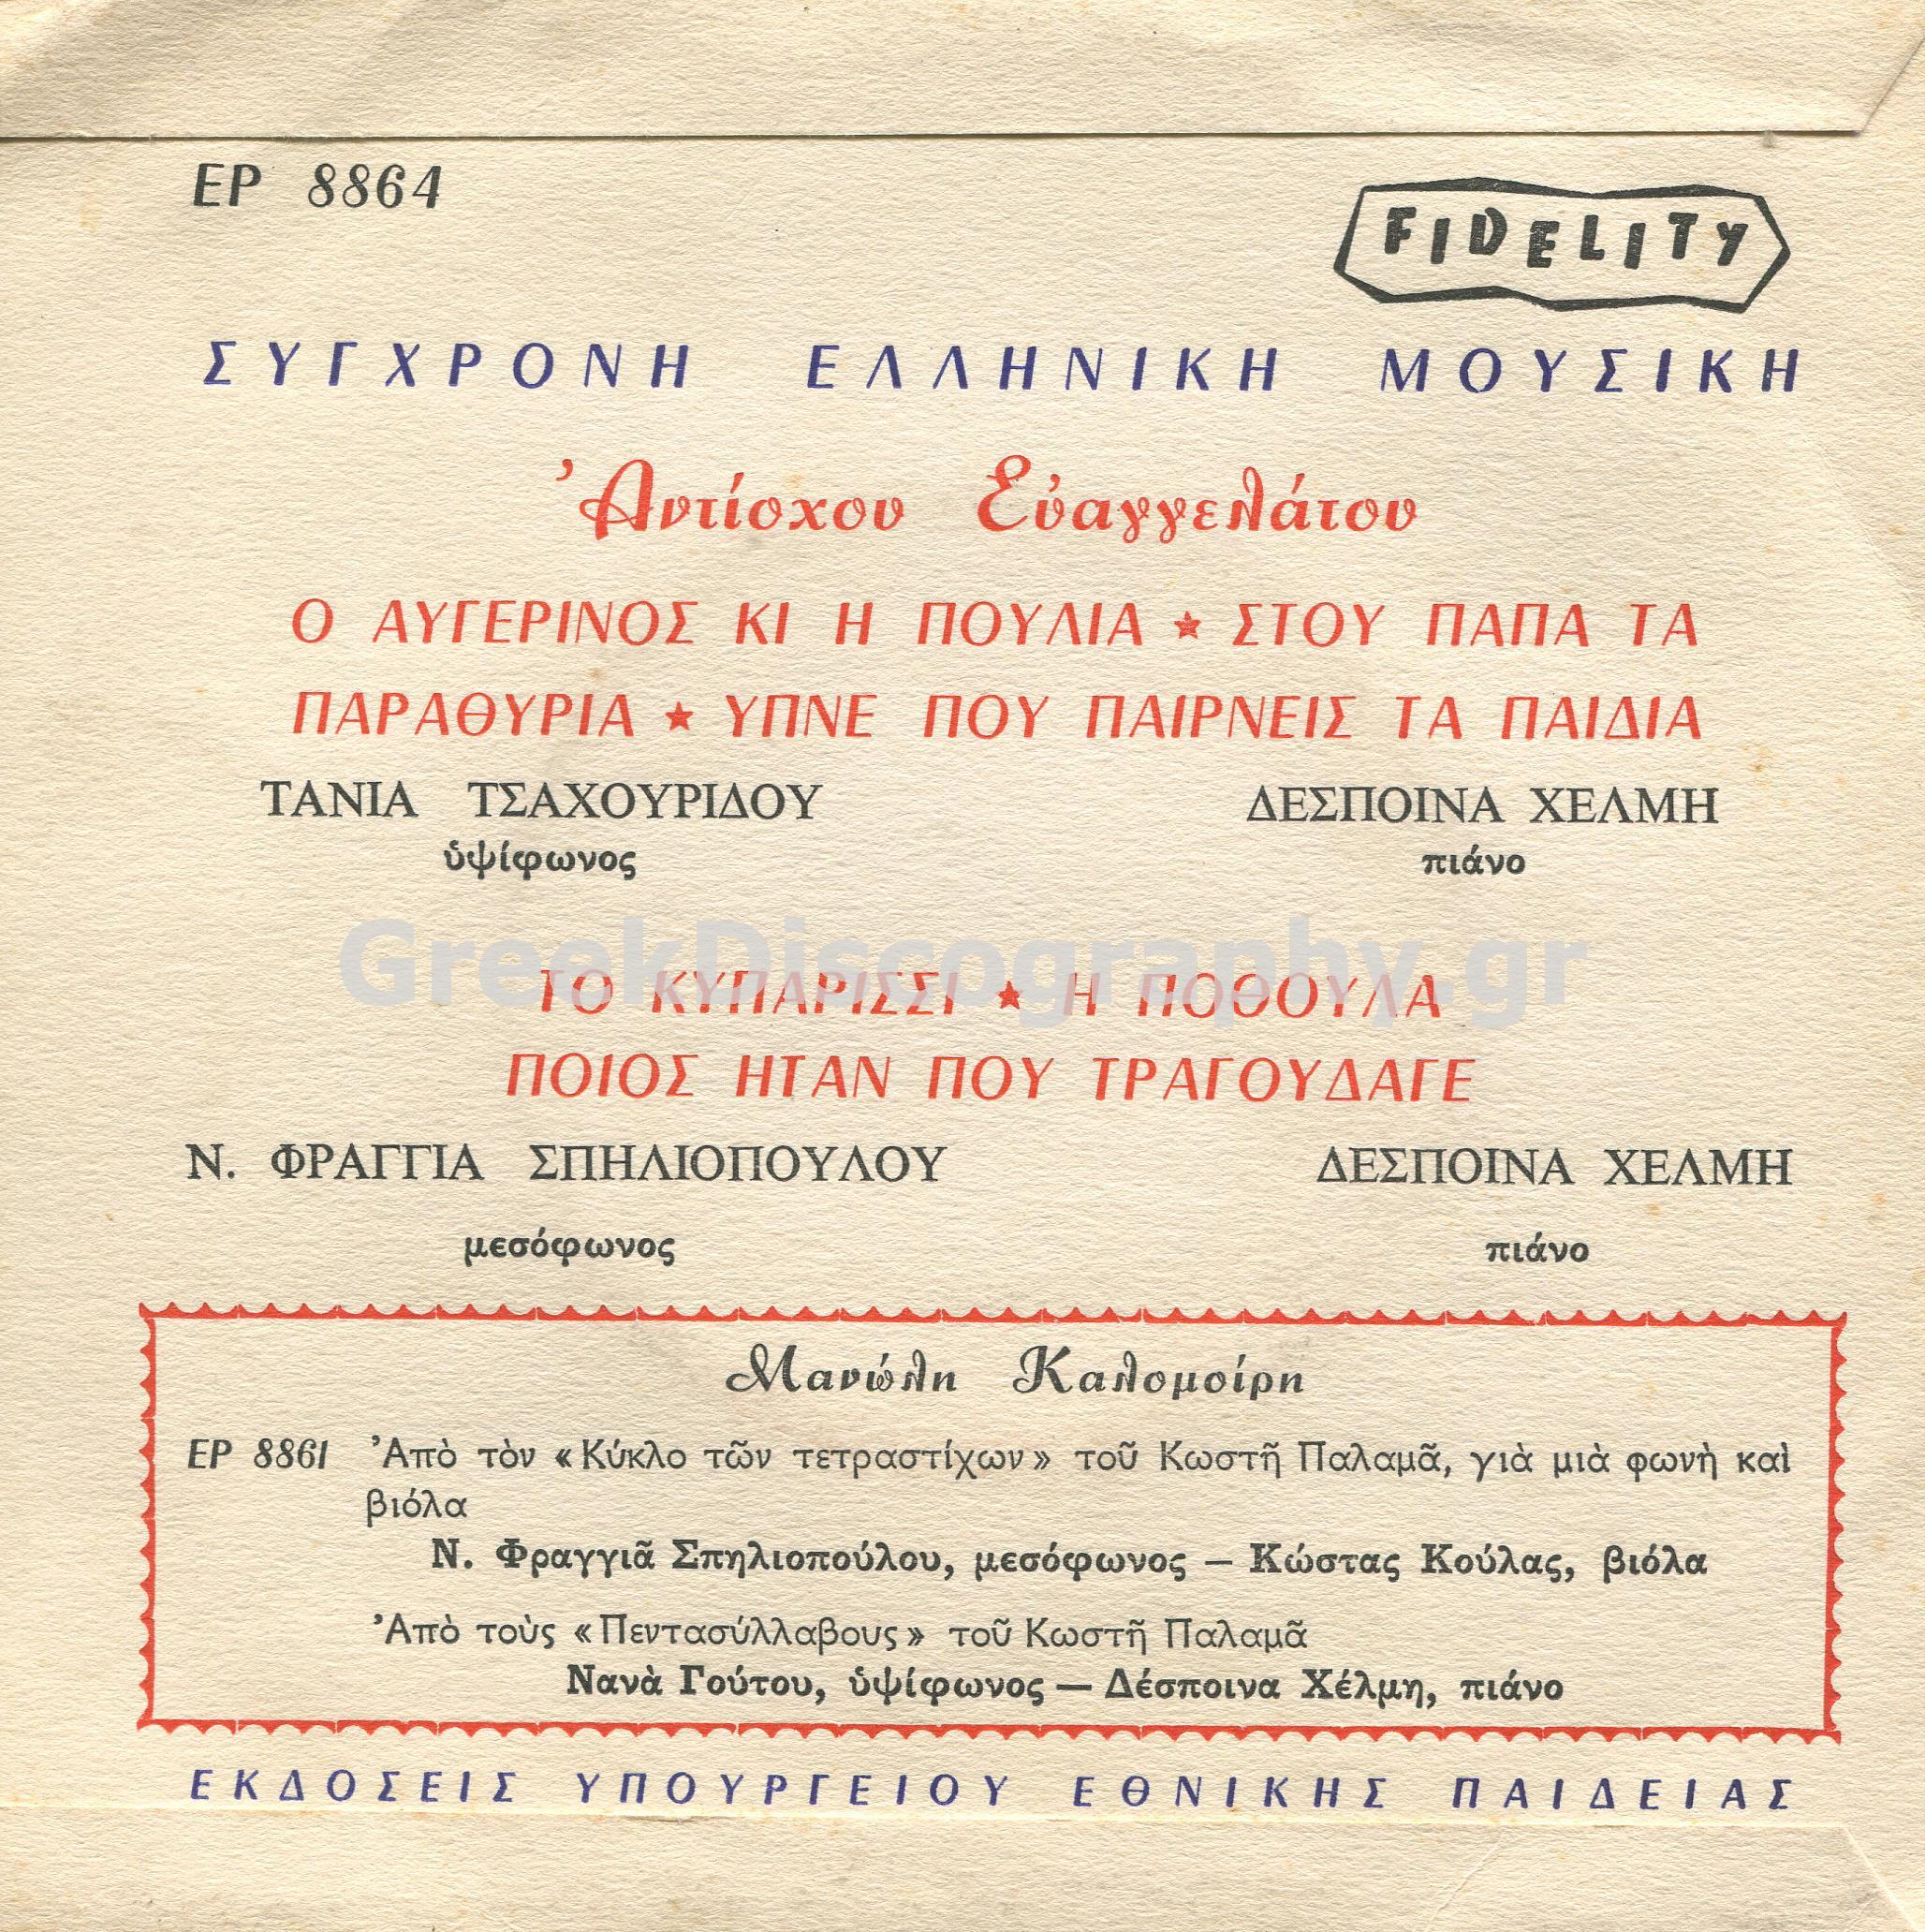 EP 8864
FIDELITY
ΣΥΓΧΡΟΝΗ ΕΛΛΗΝΙΚΗ ΜΟΥΣΙΚΗ
Ἀντίοχου Εὐαγγελάτου
Ο ΑΥΓΕΡΙΝΟΣ ΚΙ Η ΠΟΥΛΙΑ ★ ΣΤΟΥ ΠΑΠΑ ΤΑ
ΠΑΡΑΘΥΡΙΑ ★ ΥΠΝΕ ΠΟΥ ΠΑΙΡΝΕΙΣ ΤΑ ΠΑΙΔΙΑ
ΤΑΝΙΑ ΤΣΑΧΟΥΡΙΔΟΥ ΔΕΣΠΟΙΝΑ ΧΕΛΜΗ
ὑψίφωνος πιάνο
GreekDiscography.gr
ΤΟ ΚΥΠΑΡΙΣΣΙ ★ Η ΠΟΘΟΥΛΑ
ΠΟΙΟΣ ΗΤΑΝ ΠΟΥ ΤΡΑΓΟΥΔΑΓΕ
Ν. ΦΡΑΓΓΙΑ ΣΠΗΛΙΟΠΟΥΛΟΥ ΔΕΣΠΟΙΝΑ ΧΕΛΜΗ
μεσόφωνος πιάνο
Μανώλη Καλομοίρη
EP 8861 Ἀπὸ τὸν «Κύκλο τῶν τετραστίχων» τοῦ Κωστῆ Παλαμᾶ, γιὰ μιὰ φωνὴ καὶ
βιόλα
Ν. Φραγγιᾶ Σπηλιοπούλου, μεσόφωνος – Κώστας Κούλας, βιόλα
Ἀπὸ τοὺς «Πεντασύλλαβους» τοῦ Κωστῆ Παλαμᾶ
Νανὰ Γούτου, ὑψίφωνος — Δέσποινα Χέλμη, πιάνο
ΕΚΔΟΣΕΙΣ ΥΠΟΥΡΓΕΙΟΥ ΕΘΝΙΚΗΣ ΠΑΙΔΕΙΑΣ